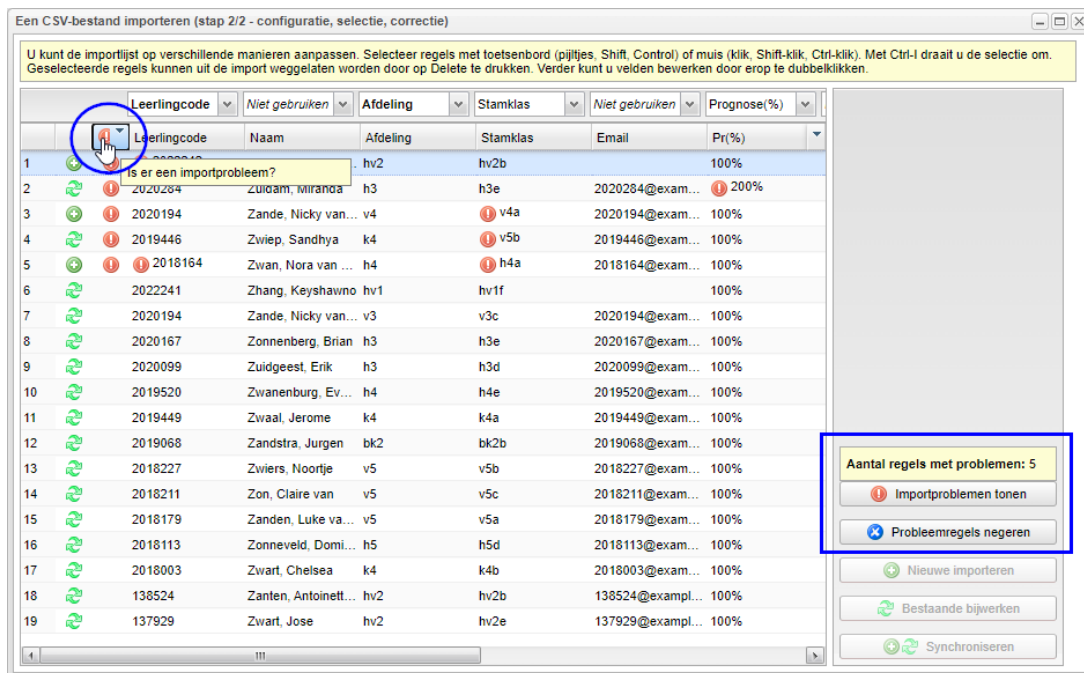 Een CSV-bestand importeren (stap 2/2 - configuratie, selectie, correctie)
U kunt de importlijst op verschillende manieren aanpassen. Selecteer regels met toetsenbord (pijltjes, Shift, Control) of muis (klik, Shift-klik, Ctrl-klik). Met Ctrl-I draait u de selectie om.
Geselecteerde regels kunnen uit de import weggelaten worden door op Delete te drukken. Verder kunt u velden bewerken door erop te dubbelklikken.
Leerlingcode Niet gebruiken Afdeling Stamklas Niet gebruiken Prognose(%)
Leerlingcode Naam Afdeling Stamklas Email Pr(%)
1 hv2 hv2b 100%
Is er een importprobleem?
2 2020284 Zuidam, Miranda h3 h3e 2020284@exam... 200%
3 2020194 Zande, Nicky van... v4 v4a 2020194@exam... 100%
4 2019446 Zwiep, Sandhya k4 v5b 2019446@exam... 100%
5 2018164 Zwan, Nora van ... h4 h4a 2018164@exam... 100%
6 2022241 Zhang, Keyshawno hv1 hv1f 100%
7 2020194 Zande, Nicky van... v3 v3c 2020194@exam... 100%
8 2020167 Zonnenberg, Brian h3 h3e 2020167@exam... 100%
9 2020099 Zuidgeest, Erik h3 h3d 2020099@exam... 100%
10 2019520 Zwanenburg, Ev... h4 h4e 2019520@exam... 100%
11 2019449 Zwaal, Jerome k4 k4a 2019449@exam... 100%
12 2019068 Zandstra, Jurgen bk2 bk2b 2019068@exam... 100%
13 2018227 Zwiers, Noortje v5 v5b 2018227@exam... 100%
14 2018211 Zon, Claire van v5 v5c 2018211@exam... 100%
15 2018179 Zanden, Luke va... v5 v5a 2018179@exam... 100%
16 2018113 Zonneveld, Domi... h5 h5d 2018113@exam... 100%
17 2018003 Zwart, Chelsea k4 k4b 2018003@exam... 100%
18 138524 Zanten, Antoinett... hv2 hv2b 138524@exampl... 100%
19 137929 Zwart, Jose hv2 hv2e 137929@exampl... 100%
Aantal regels met problemen: 5
Importproblemen tonen
Probleemregels negeren
Nieuwe importeren
Bestaande bijwerken
Synchroniseren